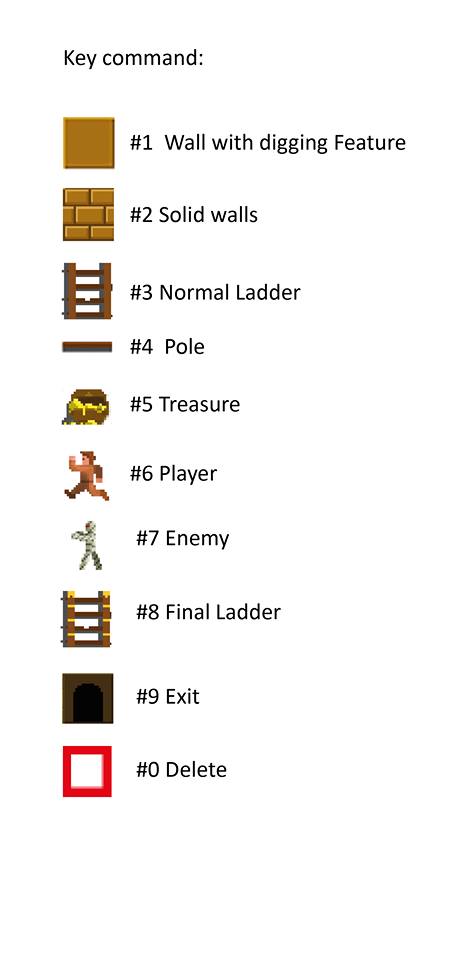 Key command:
#1 Wall with digging Feature
#2 Solid walls
#3 Normal Ladder
#4 Pole
#5 Treasure
#6 Player
#7 Enemy
#8 Final Ladder
#9 Exit
#0 Delete